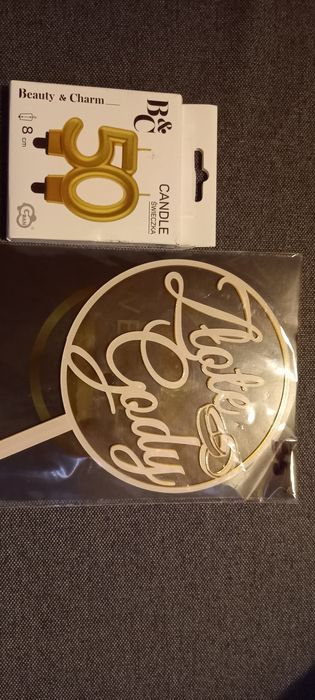 Beauty & Charm
B&C
8 cm
50
CANDLE
ŚWIECZKA
Złote
Gody